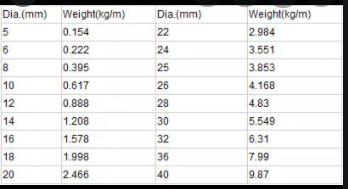 Dia.(mm) Weight(kg/m) Dia.(mm) Weight(kg/m)
5 0.154 22 2.984
6 0.222 24 3.551
8 0.395 25 3.853
10 0.617 26 4.168
12 0.888 28 4.83
14 1.208 30 5.549
16 1.578 32 6.31
18 1.998 36 7.99
20 2.466 40 9.87